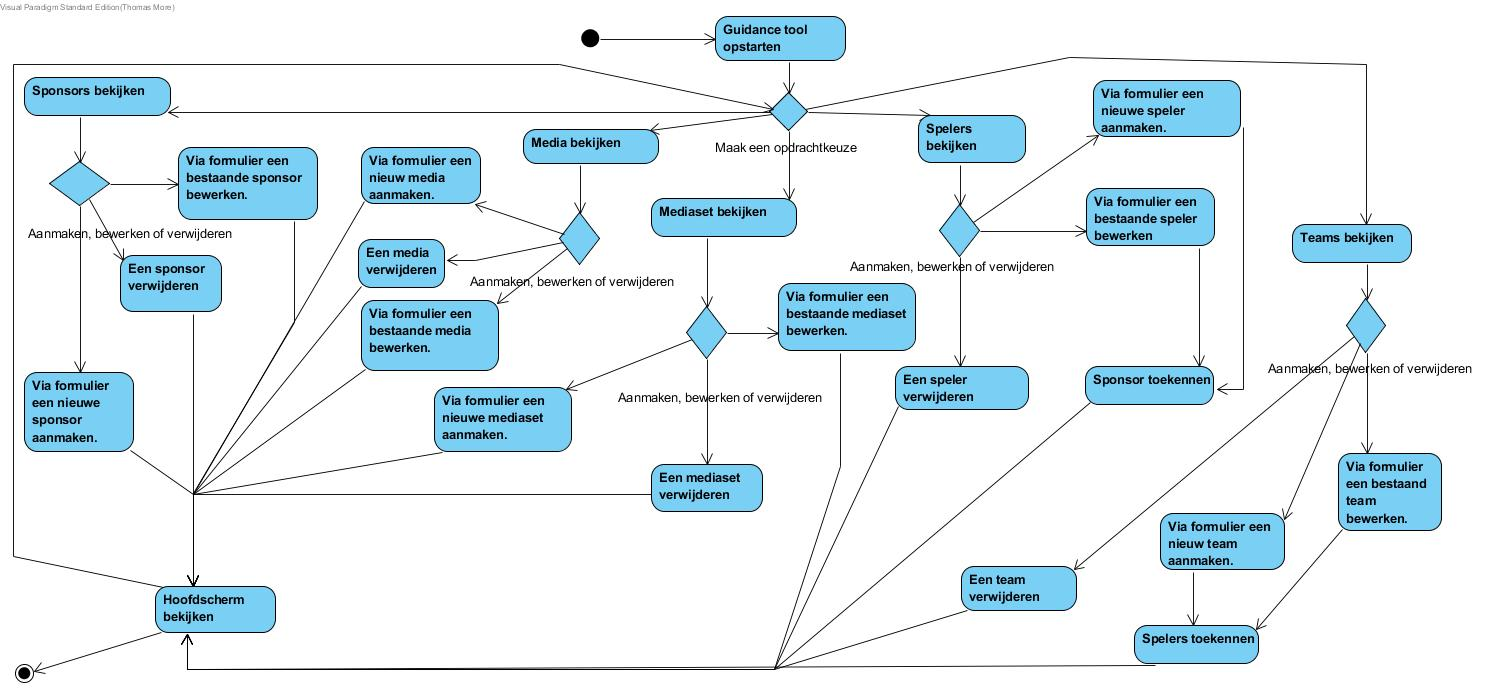 Visual Paradigm Standard Edition(Thomas More)
Guidance tool
opstarten
Sponsors bekijken
Via formulier een
nieuwe speler
aanmaken.
Spelers
bekijken
Media bekijken
Maak een opdrachtkeuze
Via formulier een
bestaande sponsor
bewerken.
Via formulier een
nieuw media
aanmaken.
Via formulier een
bestaande speler
bewerken
Mediaset bekijken
Aanmaken, bewerken of verwijderen
Teams bekijken
Een media
verwijderen
Een sponsor
verwijderen
Aanmaken, bewerken of verwijderen
Aanmaken, bewerken of verwijderen
Via formulier een
bestaande mediaset
bewerken.
Via formulier een
bestaande media
bewerken.
Aanmaken, bewerken of verwijderen
Via formulier
een nieuwe
sponsor
aanmaken.
Een speler
verwijderen
Sponsor toekennen
Via formulier een
nieuwe mediaset
aanmaken.
Aanmaken, bewerken of verwijderen
Een mediaset
verwijderen
Via formulier
een bestaand
team
bewerken.
Via formulier een
nieuw team
aanmaken.
Een team
verwijderen
Hoofdscherm
bekijken
Spelers toekennen